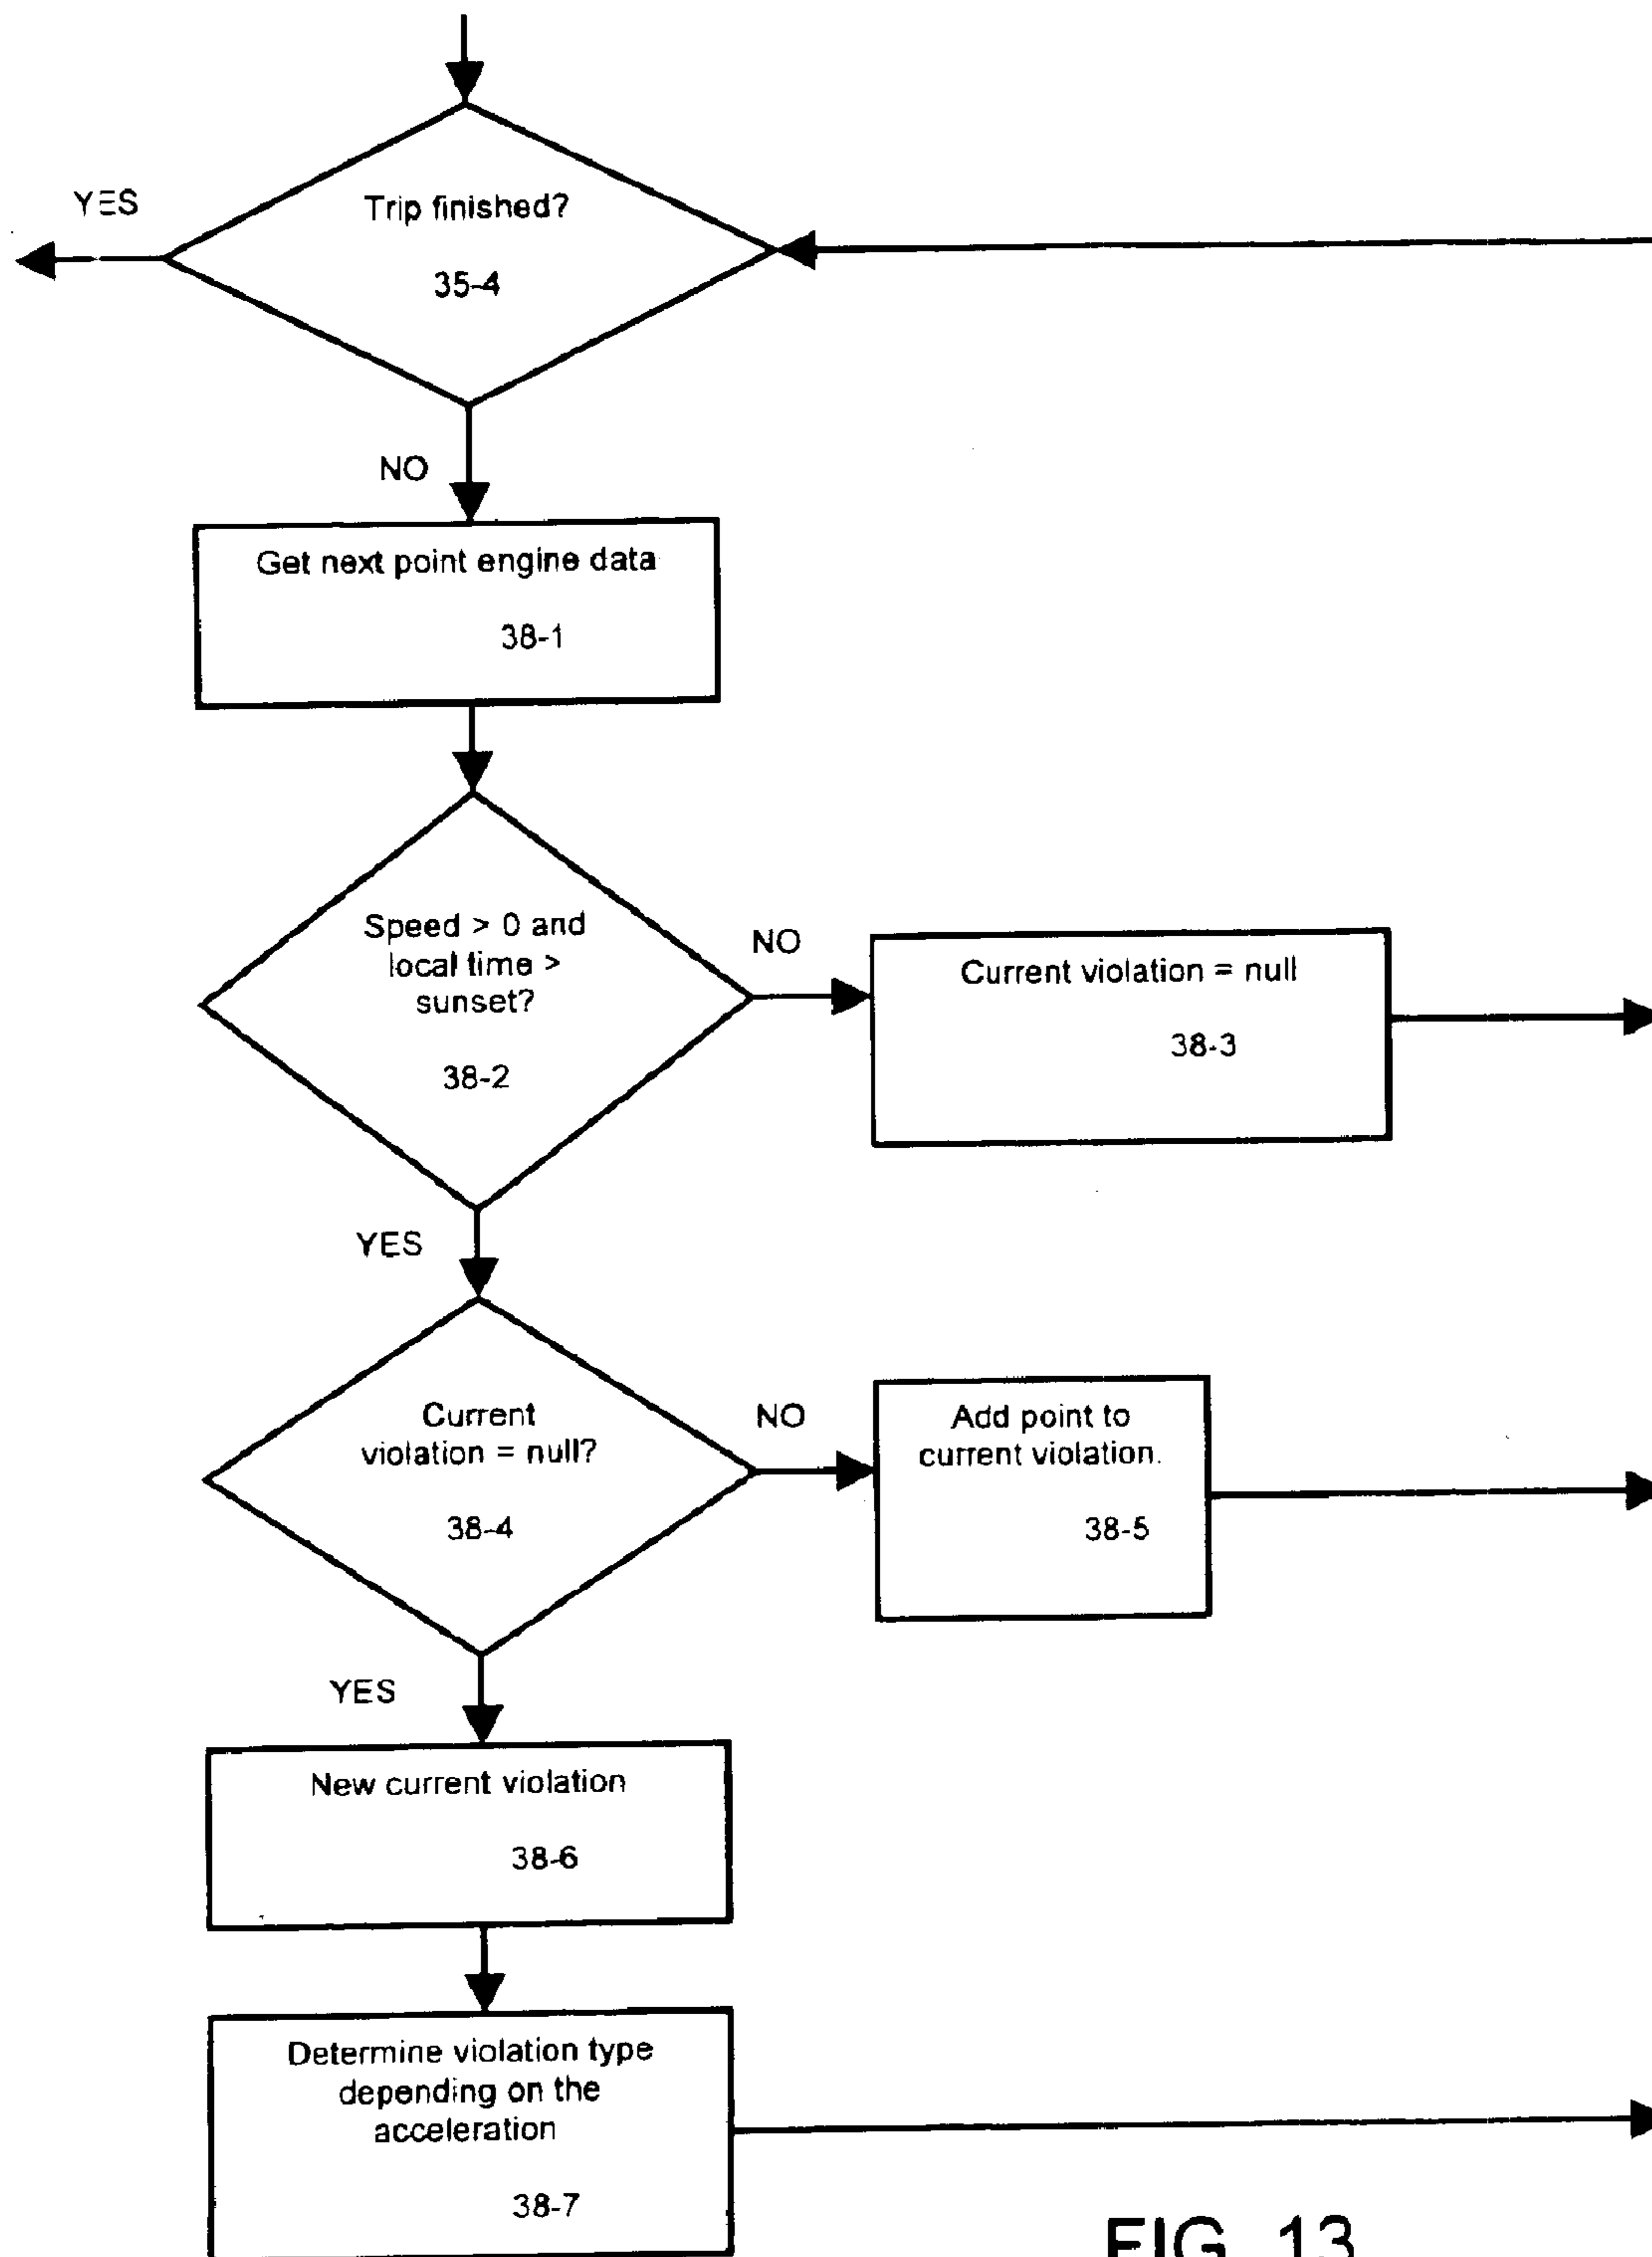 YES
Trip finished?
35-4
NO
Get next point engine data
38-1
Speed > 0 and
local time >
sunset?
38-2
NO
Current violation = null
38-3
YES
Current
violation = null?
38-4
NO
Add point to
current violation.
38-5
YES
New current violation
38-6
Determine violation type
depending on the
acceleration
38-7
FIG. 13